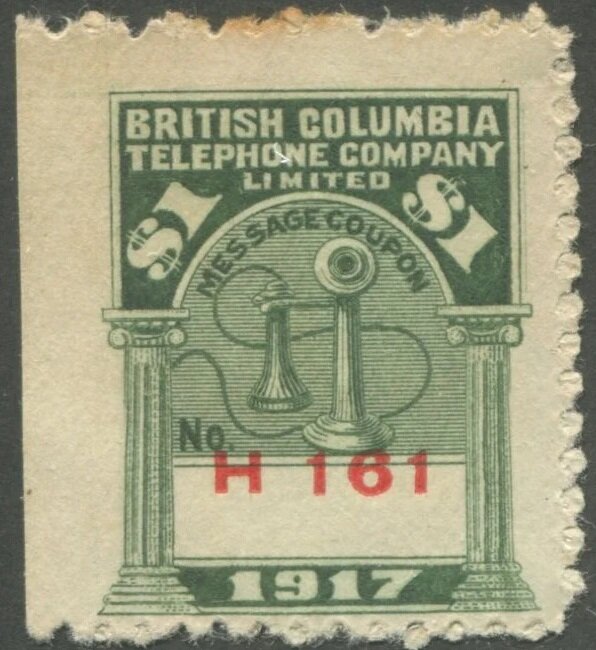 BRITISH COLUMBIA
TELEPHONE COMPANY
LIMITED
$1 $1
MESSAGE COUPON
No.
H 161
1917